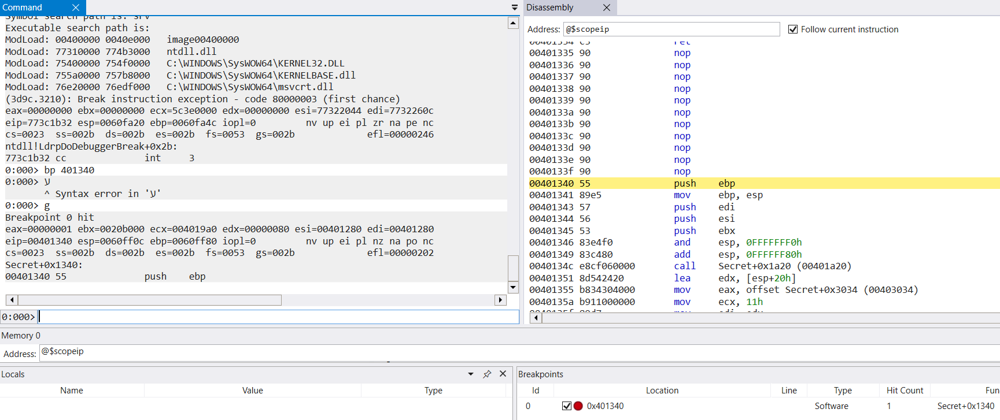 Command
Symbol search path is: srv
Executable search path is:
ModLoad: 00400000 0040e000   image00400000
ModLoad: 77310000 774b3000   ntdll.dll
ModLoad: 75400000 754f0000   C:\WINDOWS\SysWOW64\KERNEL32.DLL
ModLoad: 755a0000 757b8000   C:\WINDOWS\SysWOW64\KERNELBASE.dll
ModLoad: 76e20000 76edf000   C:\WINDOWS\SysWOW64\msvcrt.dll
(3d9c.3210): Break instruction exception - code 80000003 (first chance)
eax=00000000 ebx=00000000 ecx=5c3e0000 edx=00000000 esi=77322044 edi=7732260c
eip=773c1b32 esp=0060fa20 ebp=0060fa4c iopl=0         nv up ei pl zr na pe nc
cs=0023  ss=002b  ds=002b  es=002b  fs=0053  gs=002b             efl=00000246
ntdll!LdrpDoDebuggerBreak+0x2b:
773c1b32 cc              int     3
0:000> bp 401340
0:000> ע
       ^ Syntax error in 'ע'
0:000> g
Breakpoint 0 hit
eax=00000001 ebx=0020b000 ecx=004019a0 edx=00000080 esi=00401280 edi=00401280
eip=00401340 esp=0060ff0c ebp=0060ff80 iopl=0         nv up ei pl nz na po nc
cs=0023  ss=002b  ds=002b  es=002b  fs=0053  gs=002b             efl=00000202
Secret+0x1340:
00401340 55              push    ebp
0:000>
Disassembly
Address: @$scopeip
Follow current instruction
00401334 c3 ret
00401335 90 nop
00401336 90 nop
00401337 90 nop
00401338 90 nop
00401339 90 nop
0040133a 90 nop
0040133b 90 nop
0040133c 90 nop
0040133d 90 nop
0040133e 90 nop
0040133f 90 nop
00401340 55 push ebp
00401341 89e5 mov ebp, esp
00401343 57 push edi
00401344 56 push esi
00401345 53 push ebx
00401346 83e4f0 and esp, 0FFFFFFF0h
00401349 83c480 add esp, 0FFFFFF80h
0040134c e8cf060000 call Secret+0x1a20 (00401a20)
00401351 8d542420 lea edx, [esp+20h]
00401355 b834304000 mov eax, offset Secret+0x3034 (00403034)
0040135a b911000000 mov ecx, 11h
0040135f 89d7 mov edi, edx
Memory 0
Address: @$scopeip
Locals
Name Value Type
Breakpoints
Id Location Line Type Hit Count Fun
0 0x401340 Software 1 Secret+0x1340